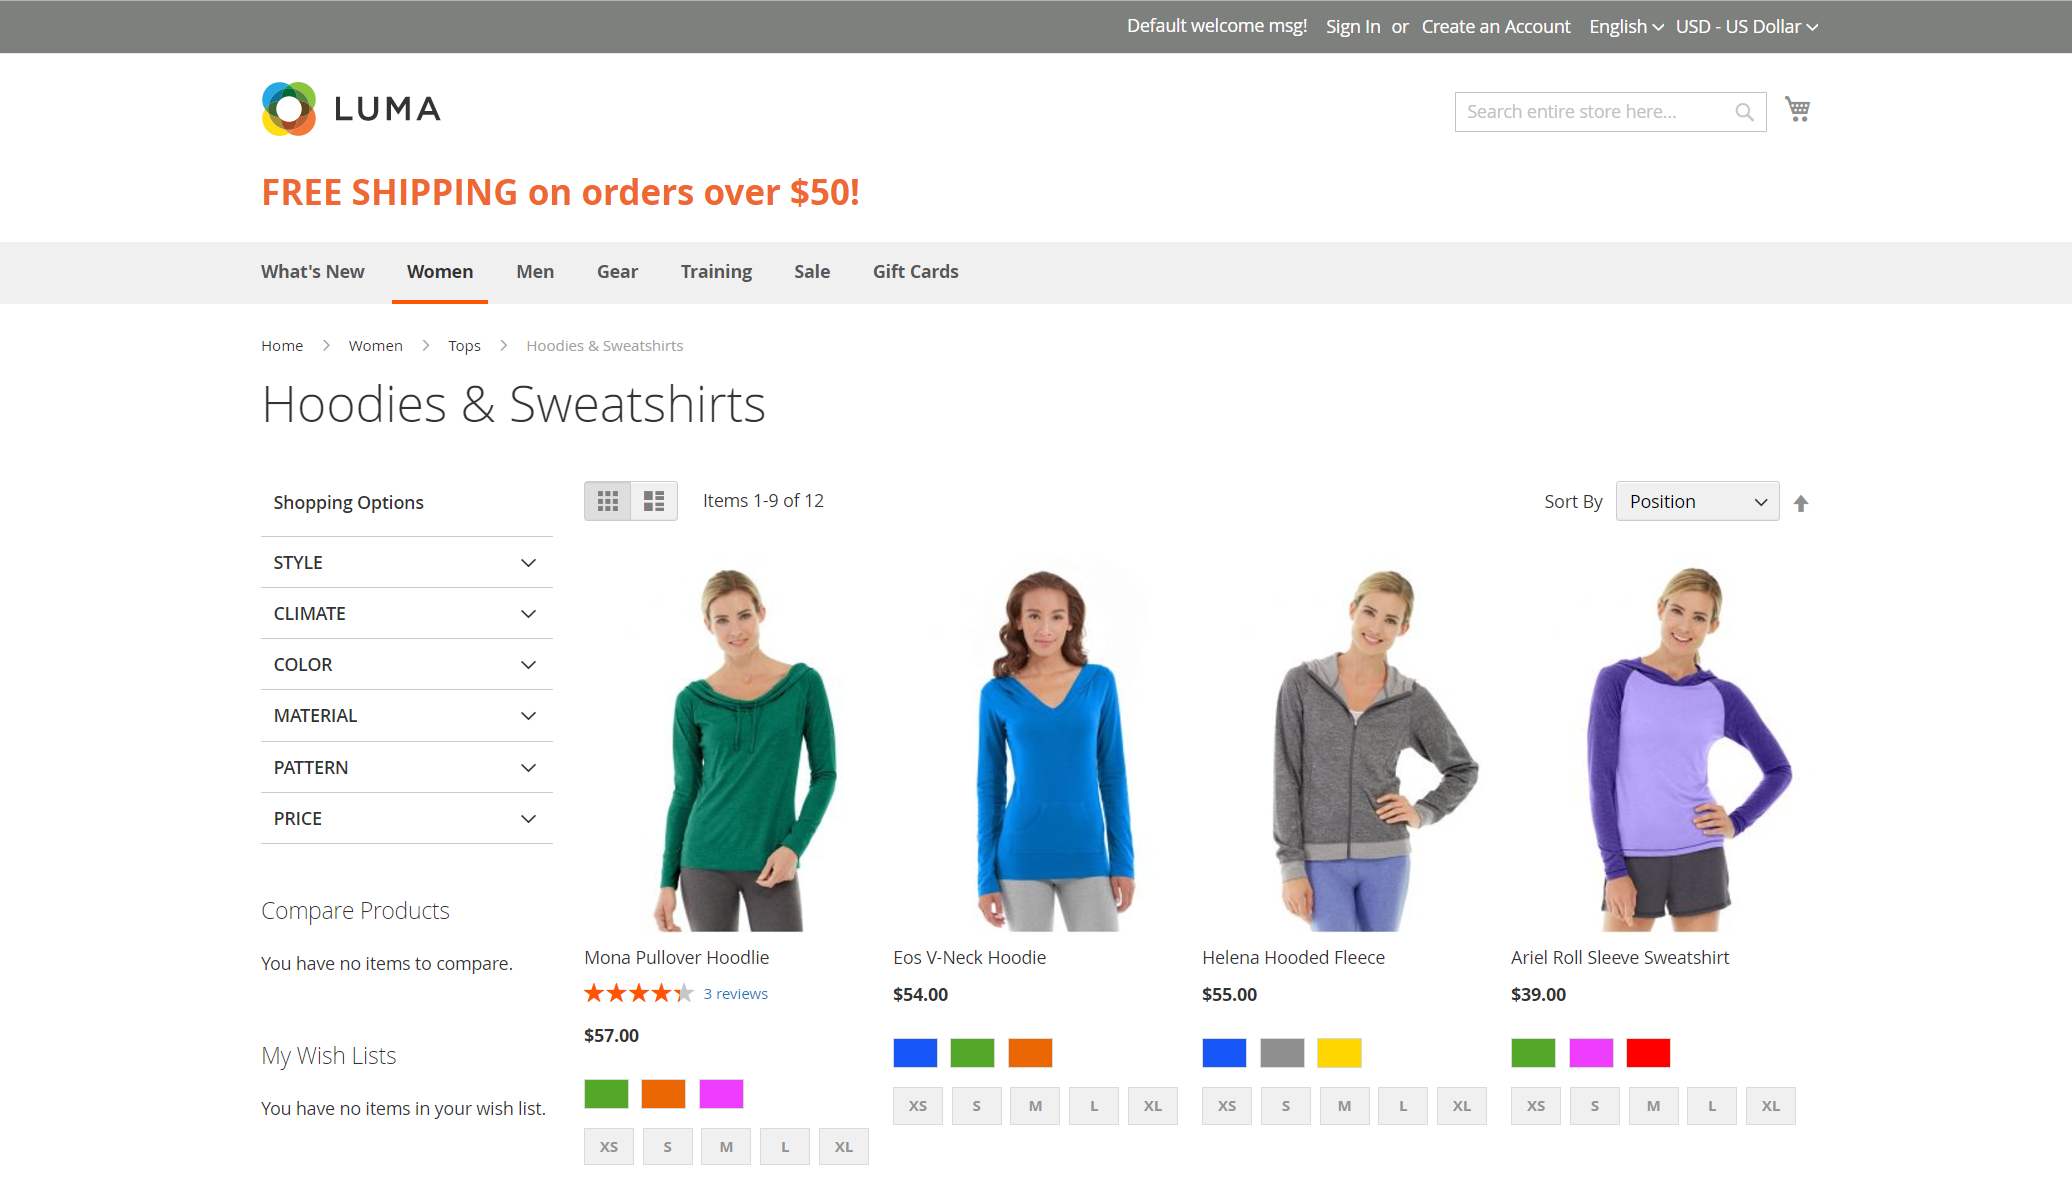 Default welcome msg! Sign In or Create an Account English USD - US Dollar
LUMA
Search entire store here...
FREE SHIPPING on orders over $50!
What's New Women Men Gear Training Sale Gift Cards
Home Women Tops Hoodies & Sweatshirts
Hoodies & Sweatshirts
Shopping Options
STYLE
CLIMATE
COLOR
MATERIAL
PATTERN
PRICE
Compare Products
You have no items to compare.
My Wish Lists
You have no items in your wish list.
Items 1-9 of 12
Sort By Position
Mona Pullover Hoodlie
3 reviews
$57.00
XS S M L XL
Eos V-Neck Hoodie
$54.00
XS S M L XL
Helena Hooded Fleece
$55.00
XS S M L XL
Ariel Roll Sleeve Sweatshirt
$39.00
XS S M L XL